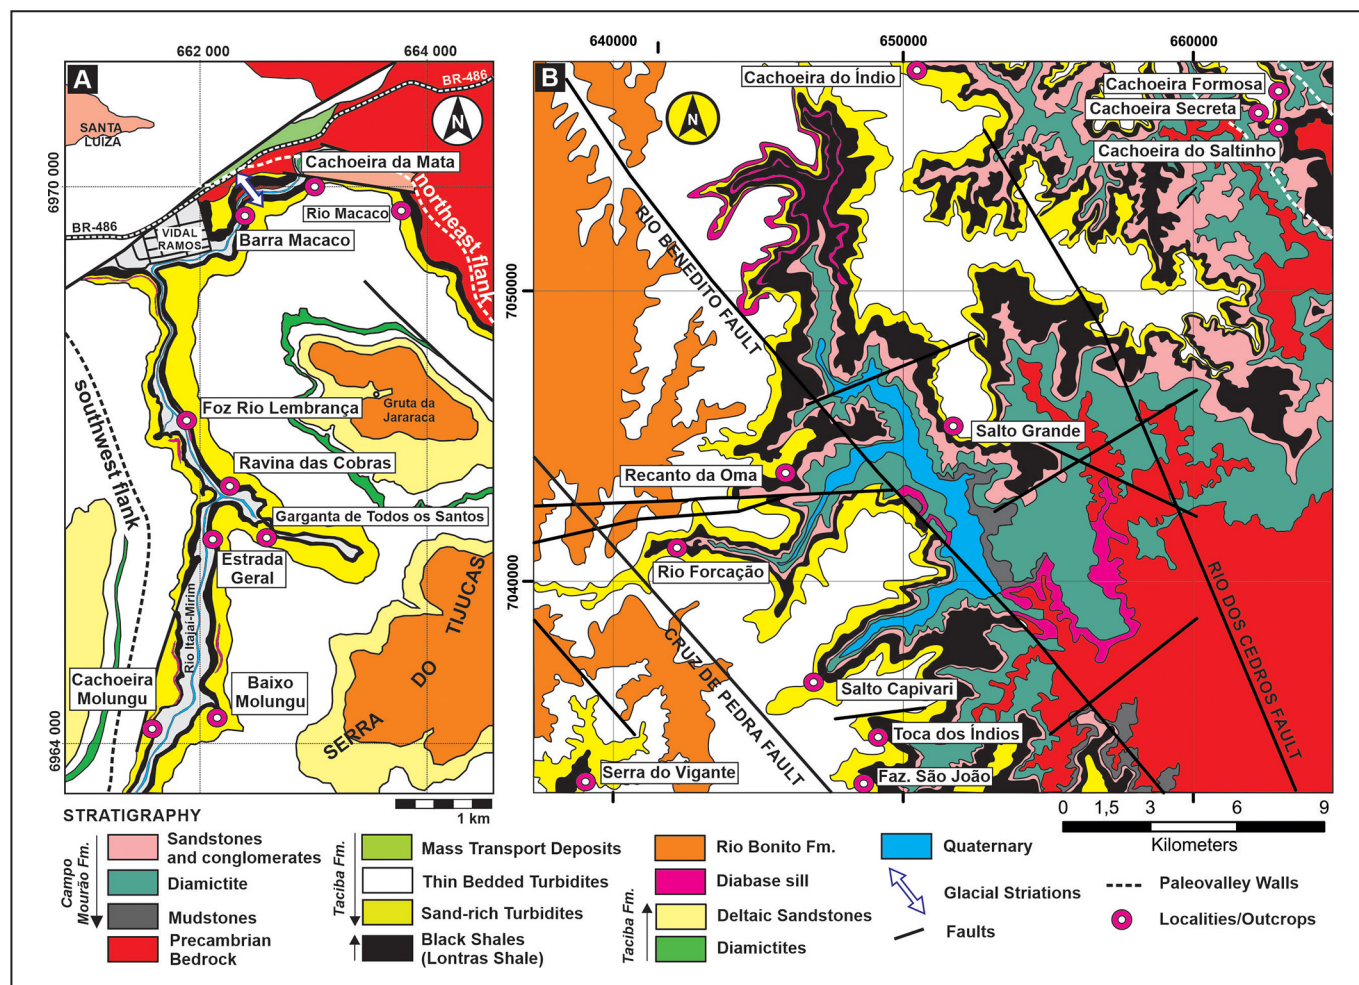 662 000
664 000
A
BR-486
SANTA
LUIZA
N
Cachoeira da Mata
6970 000
Rio Macaco
northeast flank
BR-486
VIDAL
RAMOS
Barra Macaco
southwest flank
Foz Rio Lembrança
Gruta da
Jararaca
Ravina das Cobras
Garganta de Todos os Santos
Estrada
Geral
Rio Itajaí-Mirim
Cachoeira
Molungu
Baixo
Molungu
SERRA
DO
TIJUCAS
6964 000
1 km
640000
650000
660000
B
N
Cachoeira do Índio
Cachoeira Formosa
Cachoeira Secreta
Cachoeira do Saltinho
RIO BENEDITO FAULT
7050000
Salto Grande
Recanto da Oma
Rio Forcação
7040000
CRUZ DE PEDRA FAULT
RIO DOS CEDROS FAULT
Salto Capivari
Toca dos Índios
Serra do Vigante
Faz. São João
0 1,5 3 6 9
Kilometers
STRATIGRAPHY
Campo
Mourão Fm.
Sandstones
and conglomerates
Diamictite
Mudstones
Precambrian
Bedrock
Taciba Fm.
Mass Transport Deposits
Thin Bedded Turbidites
Sand-rich Turbidites
Black Shales
(Lontras Shale)
Rio Bonito Fm.
Diabase sill
Taciba Fm.
Deltaic Sandstones
Diamictites
Quaternary
Glacial Striations
Faults
Paleovalley Walls
Localities/Outcrops